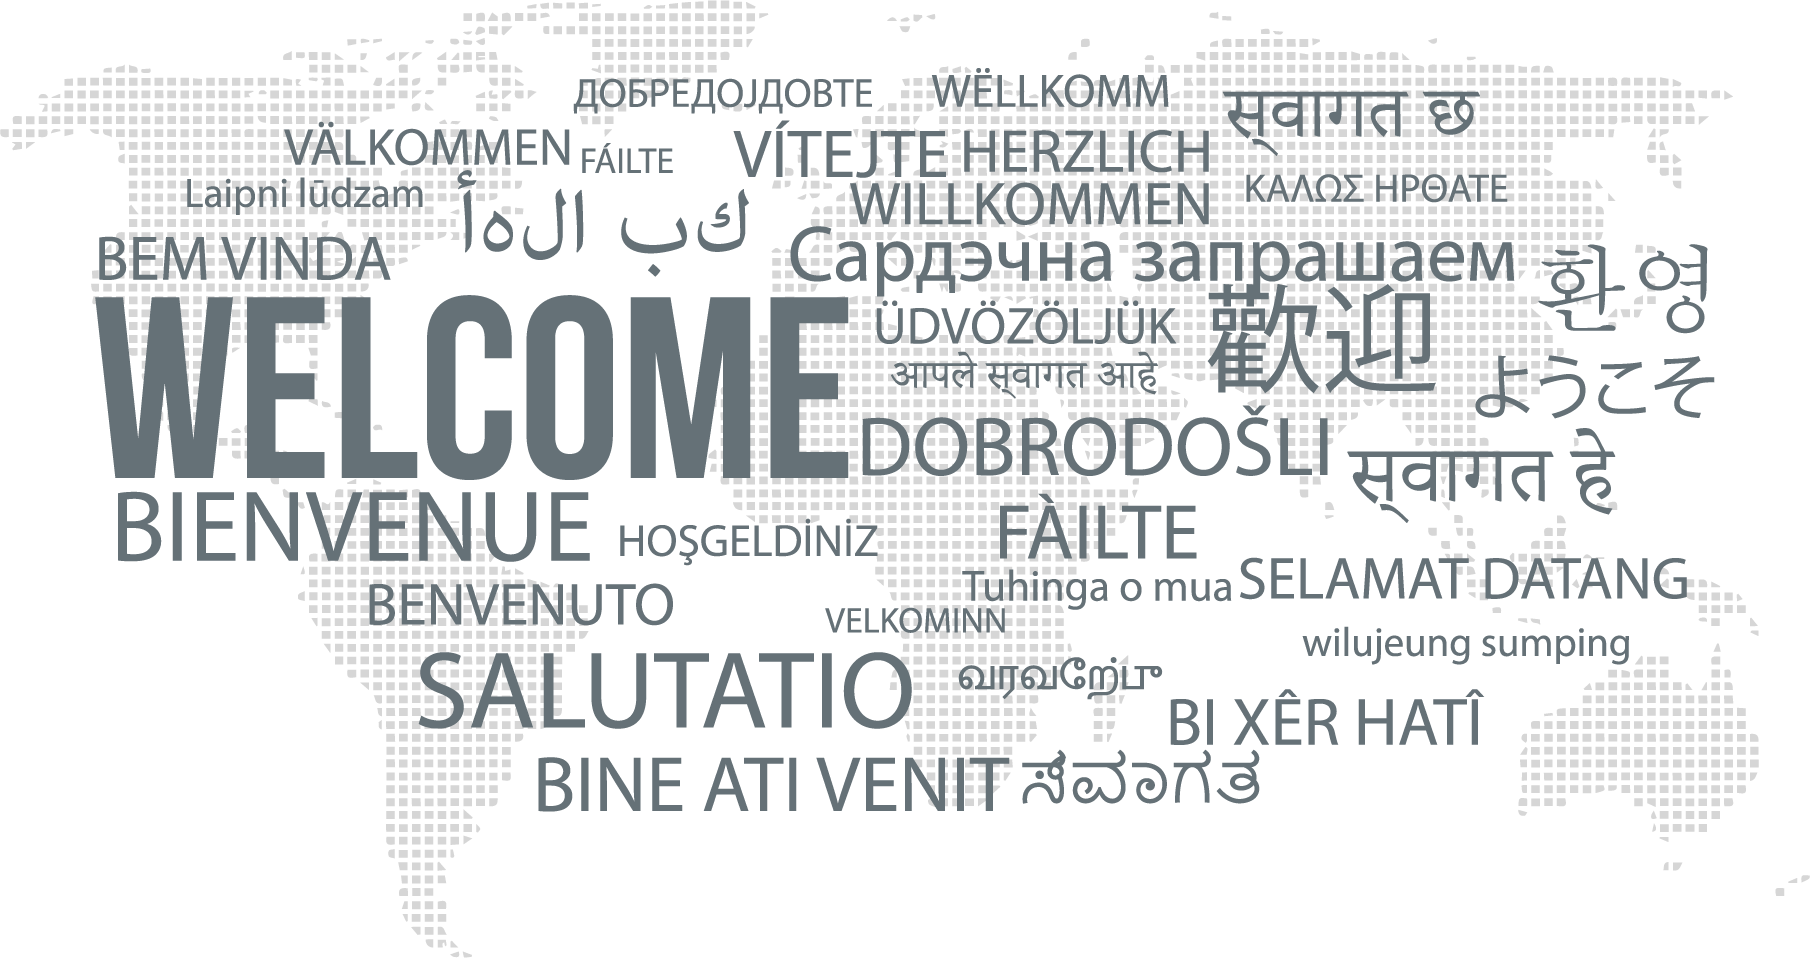 ДОБРЕДОЈДОВТЕ
WËLLKOMM
स्‌वागत छ
VÄLKOMMEN
FÁILTE
VÍTEJTE
HERZLICH
WILLKOMMEN
ΚΑΛΩΣ ΗΡΘΑΤΕ
Laipni lūdzam
ك ب ا ل ه أ
BEM VINDA
Сардэчна запрашаем
환영
WELCOME
ÜDVÖZÖLJÜK
歡迎
आपले स्‌वागत आहे
ようこそ
DOBRODOŠLI
स्‌वागत हे
BIENVENUE
HOŞGELDİNİZ
FÀILTE
Tuhinga o mua
SELAMAT DATANG
BENVENUTO
VELKOMINN
wilujeung sumping
SALUTATIO
வரவேற்பு
BI XÊR HATÎ
BINE ATI VENIT
ಸ್‌ವಾಗತ